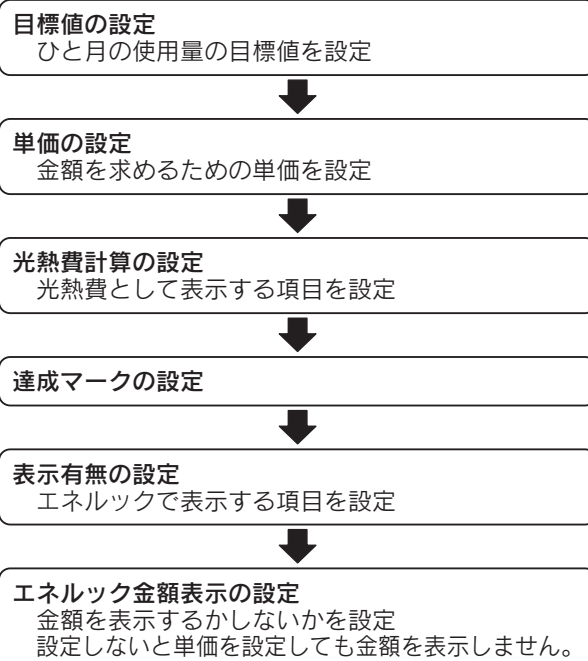 目標値の設定
ひと月の使用量の目標値を設定
単価の設定
金額を求めるための単価を設定
光熱費計算の設定
光熱費として表示する項目を設定
達成マークの設定
表示有無の設定
エネルックで表示する項目を設定
エネルック金額表示の設定
金額を表示するかしないかを設定
設定しないと単価を設定しても金額を表示しません。